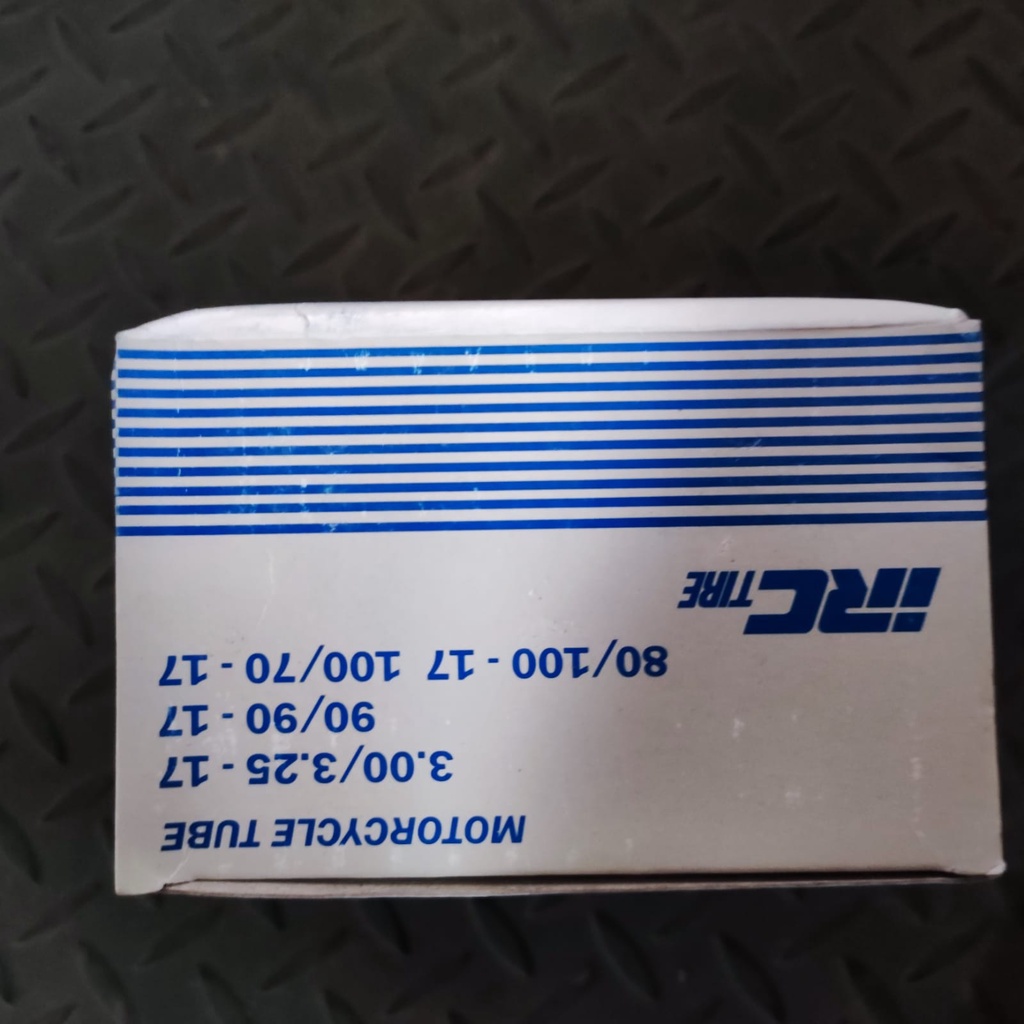 MOTORCYCLE TUBE
3.00/3.25 - 17
90/90 - 17
80/100 - 17 100/70 - 17
iRC TIRE